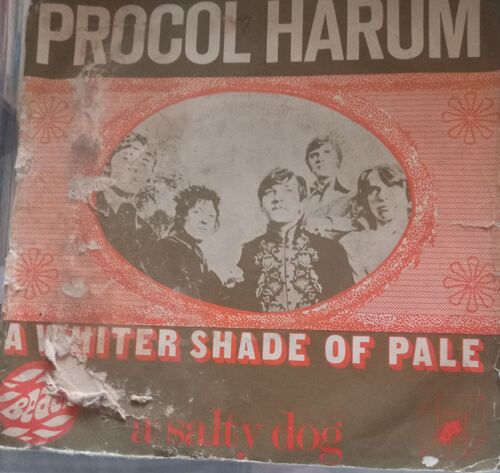 PROCOL HARUM
A WHITER SHADE OF PALE
a salty dog